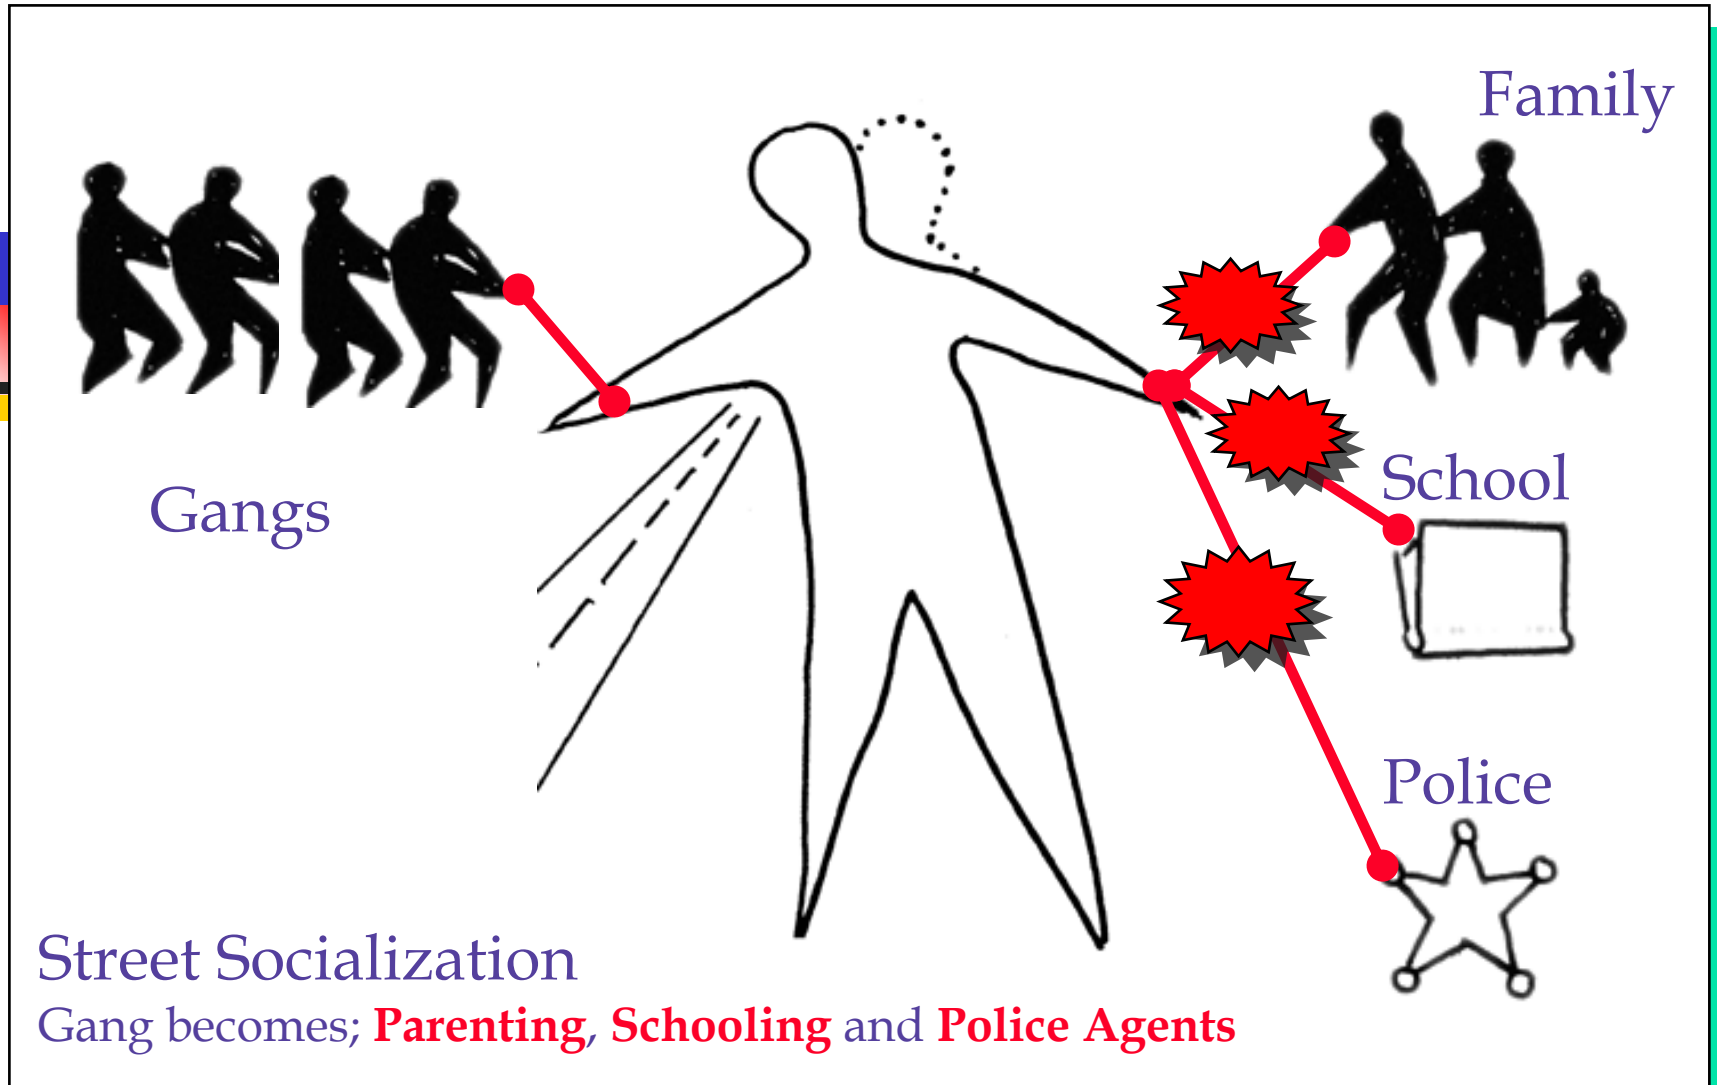 Family
Gangs
School
Police
Street Socialization
Gang becomes; Parenting, Schooling and Police Agents